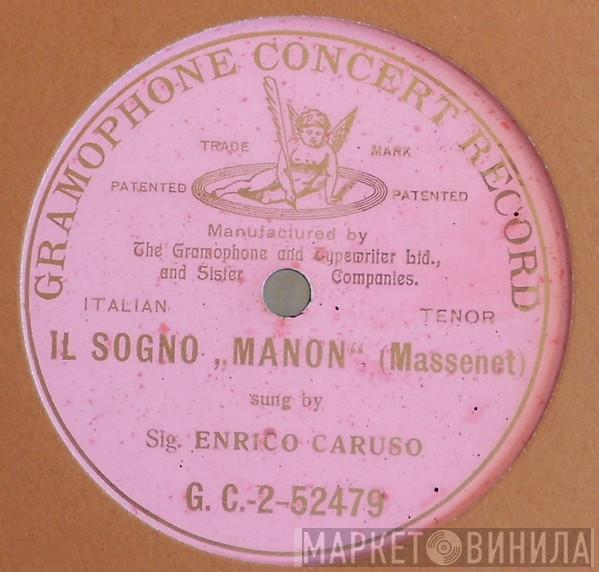 GRAMOPHONE CONCERT RECORD
TRADE MARK
PATENTED PATENTED
Manufactured by
The Gramophone and Typewriter Ltd.,
and Sister Companies.
ITALIAN TENOR
IL SOGNO „MANON“ (Massenet)
sung by
Sig. ENRICO CARUSO
G. C.-2-52479
МАРКЕТ ВИНИЛА